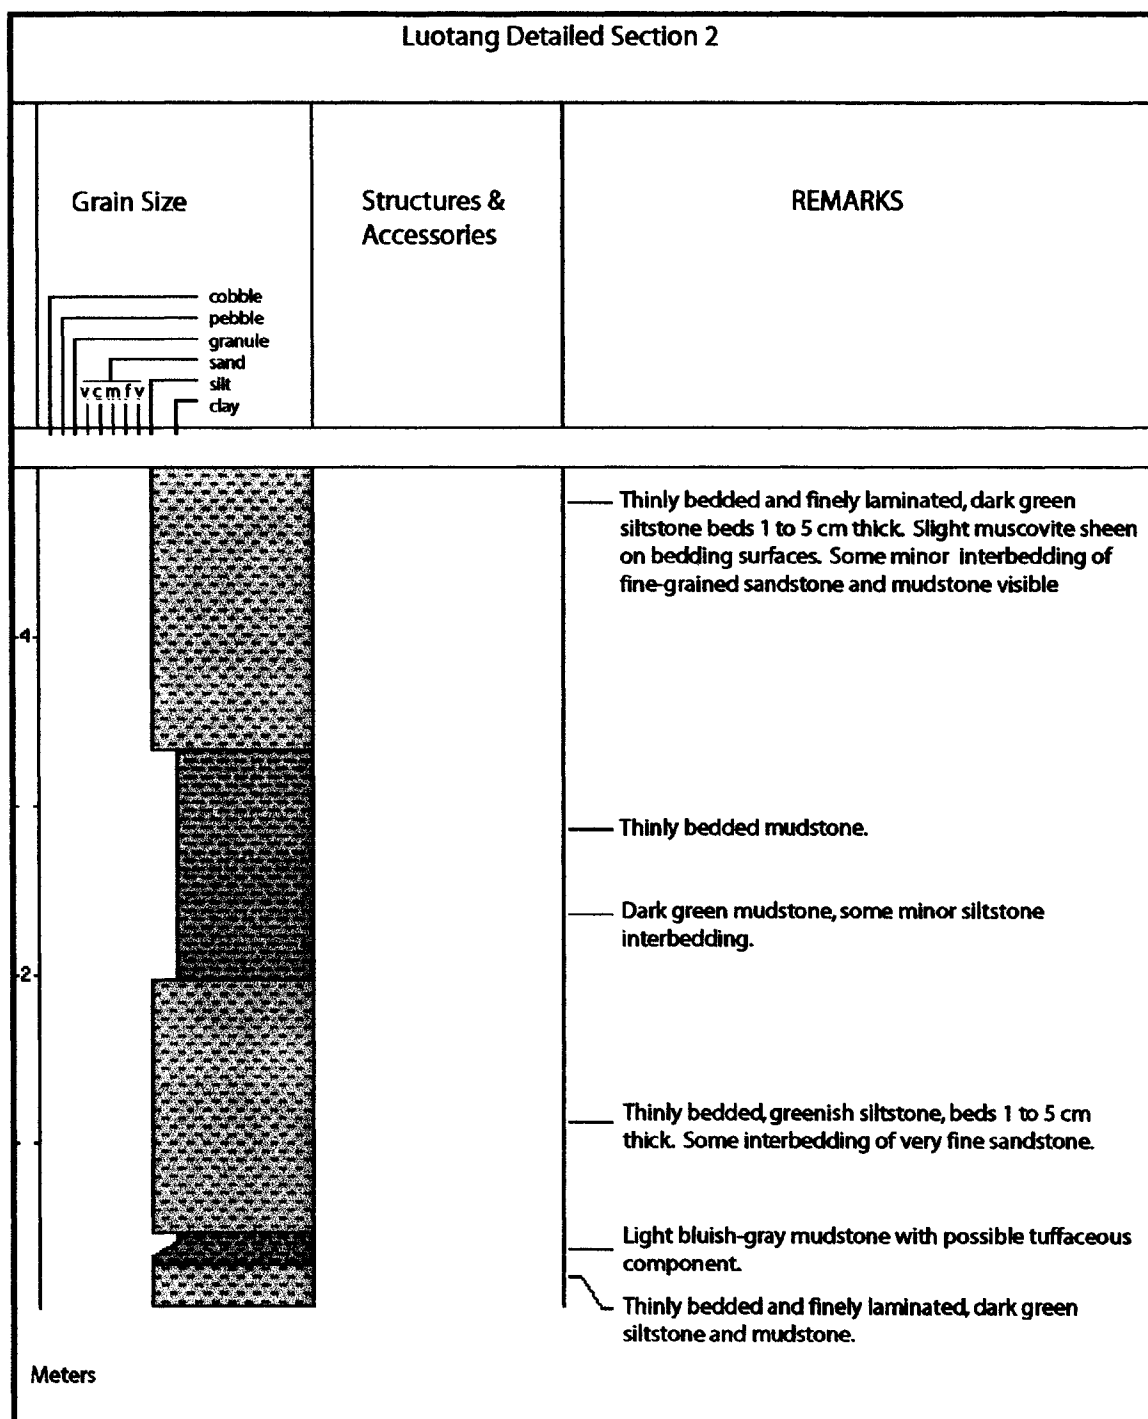 Luotang Detailed Section 2
Grain Size
Structures &
Accessories
REMARKS
cobble
pebble
granule
sand
v c m f v
silt
clay
Thinly bedded and finely laminated, dark green
siltstone beds 1 to 5 cm thick. Slight muscovite sheen
on bedding surfaces. Some minor interbedding of
fine-grained sandstone and mudstone visible
4
Thinly bedded mudstone.
Dark green mudstone, some minor siltstone
interbedding.
2
Thinly bedded, greenish siltstone, beds 1 to 5 cm
thick. Some interbedding of very fine sandstone.
Light bluish-gray mudstone with possible tuffaceous
component.
Thinly bedded and finely laminated, dark green
siltstone and mudstone.
Meters